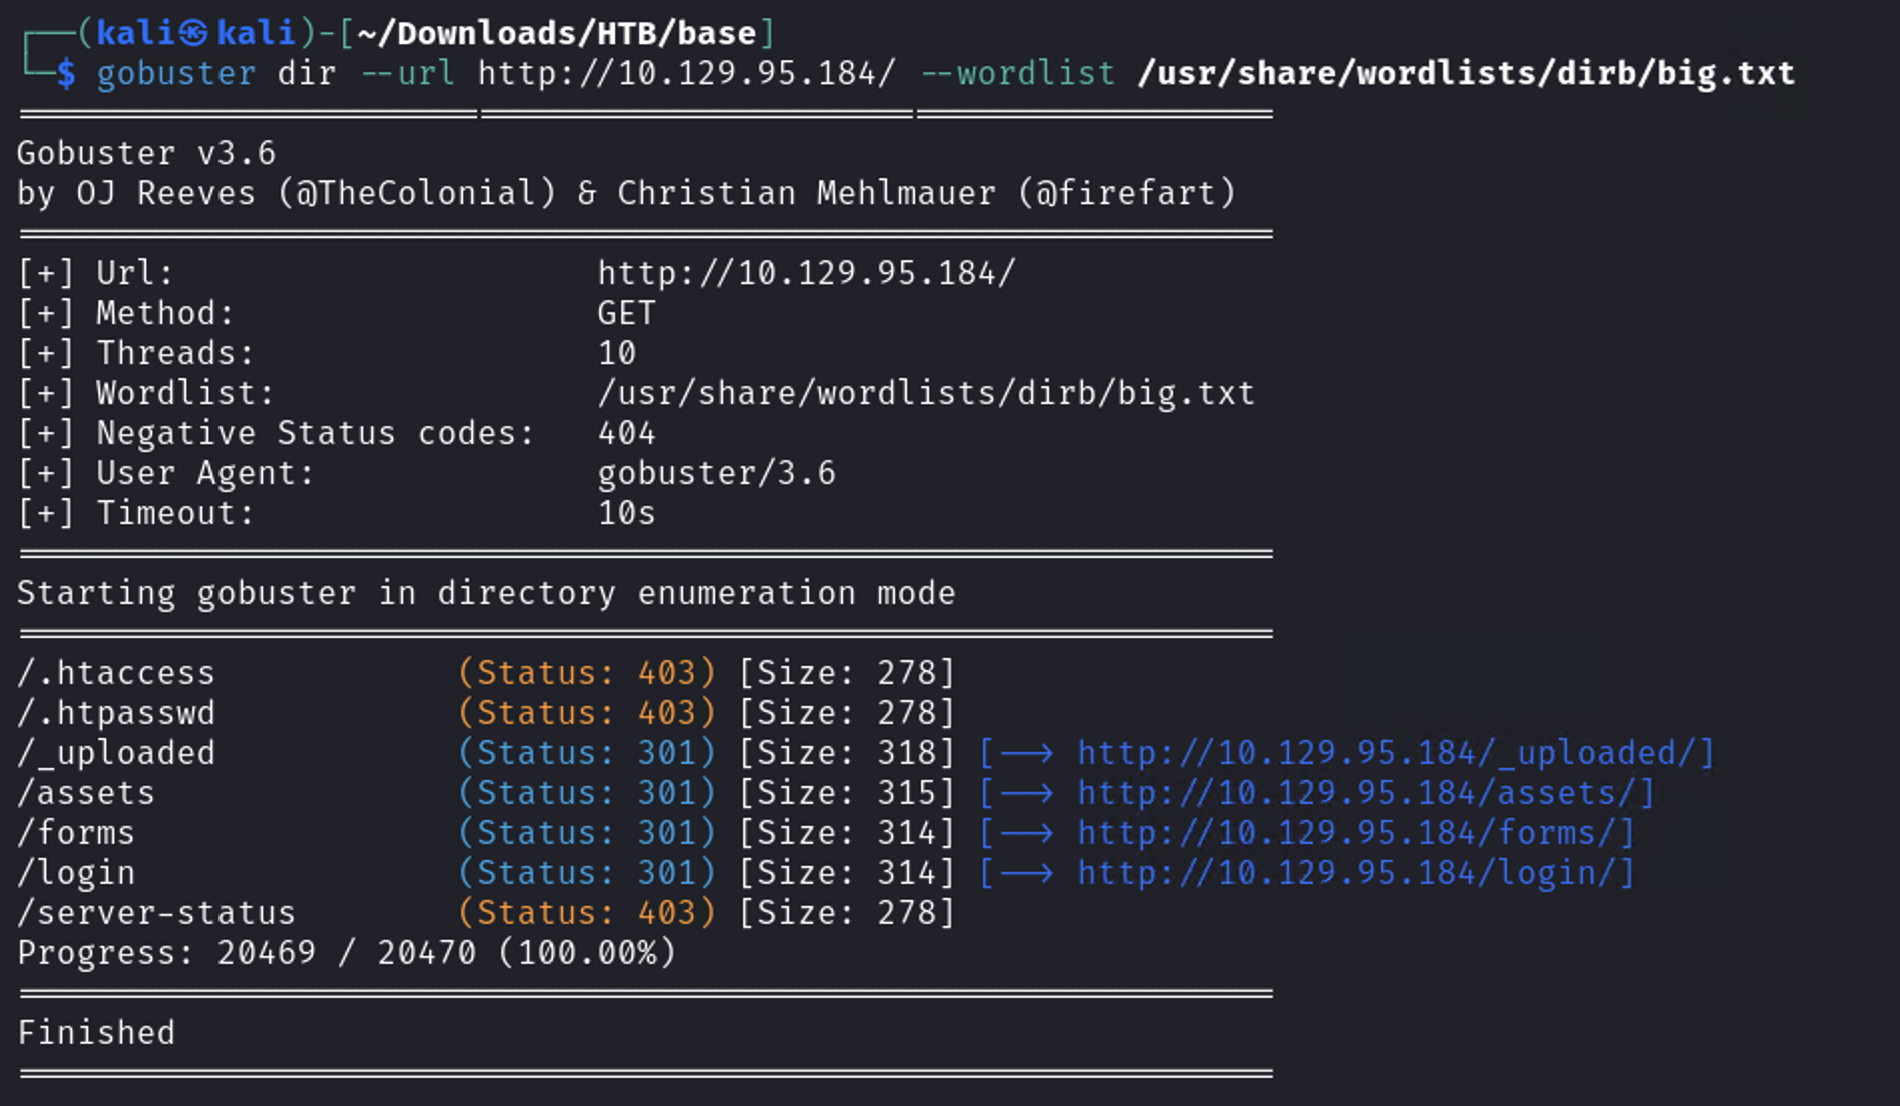 ┌──(kali㉿kali)-[~/Downloads/HTB/base]
└─$ gobuster dir --url http://10.129.95.184/ --wordlist /usr/share/wordlists/dirb/big.txt
===============================================================
Gobuster v3.6
by OJ Reeves (@TheColonial) & Christian Mehlmauer (@firefart)
===============================================================
[+] Url:                     http://10.129.95.184/
[+] Method:                  GET
[+] Threads:                 10
[+] Wordlist:                /usr/share/wordlists/dirb/big.txt
[+] Negative Status codes:   404
[+] User Agent:              gobuster/3.6
[+] Timeout:                 10s
===============================================================
Starting gobuster in directory enumeration mode
===============================================================
/.htaccess            (Status: 403) [Size: 278]
/.htpasswd            (Status: 403) [Size: 278]
/_uploaded            (Status: 301) [Size: 318] [--> http://10.129.95.184/_uploaded/]
/assets               (Status: 301) [Size: 315] [--> http://10.129.95.184/assets/]
/forms                (Status: 301) [Size: 314] [--> http://10.129.95.184/forms/]
/login                (Status: 301) [Size: 314] [--> http://10.129.95.184/login/]
/server-status        (Status: 403) [Size: 278]
Progress: 20469 / 20470 (100.00%)
===============================================================
Finished
===============================================================